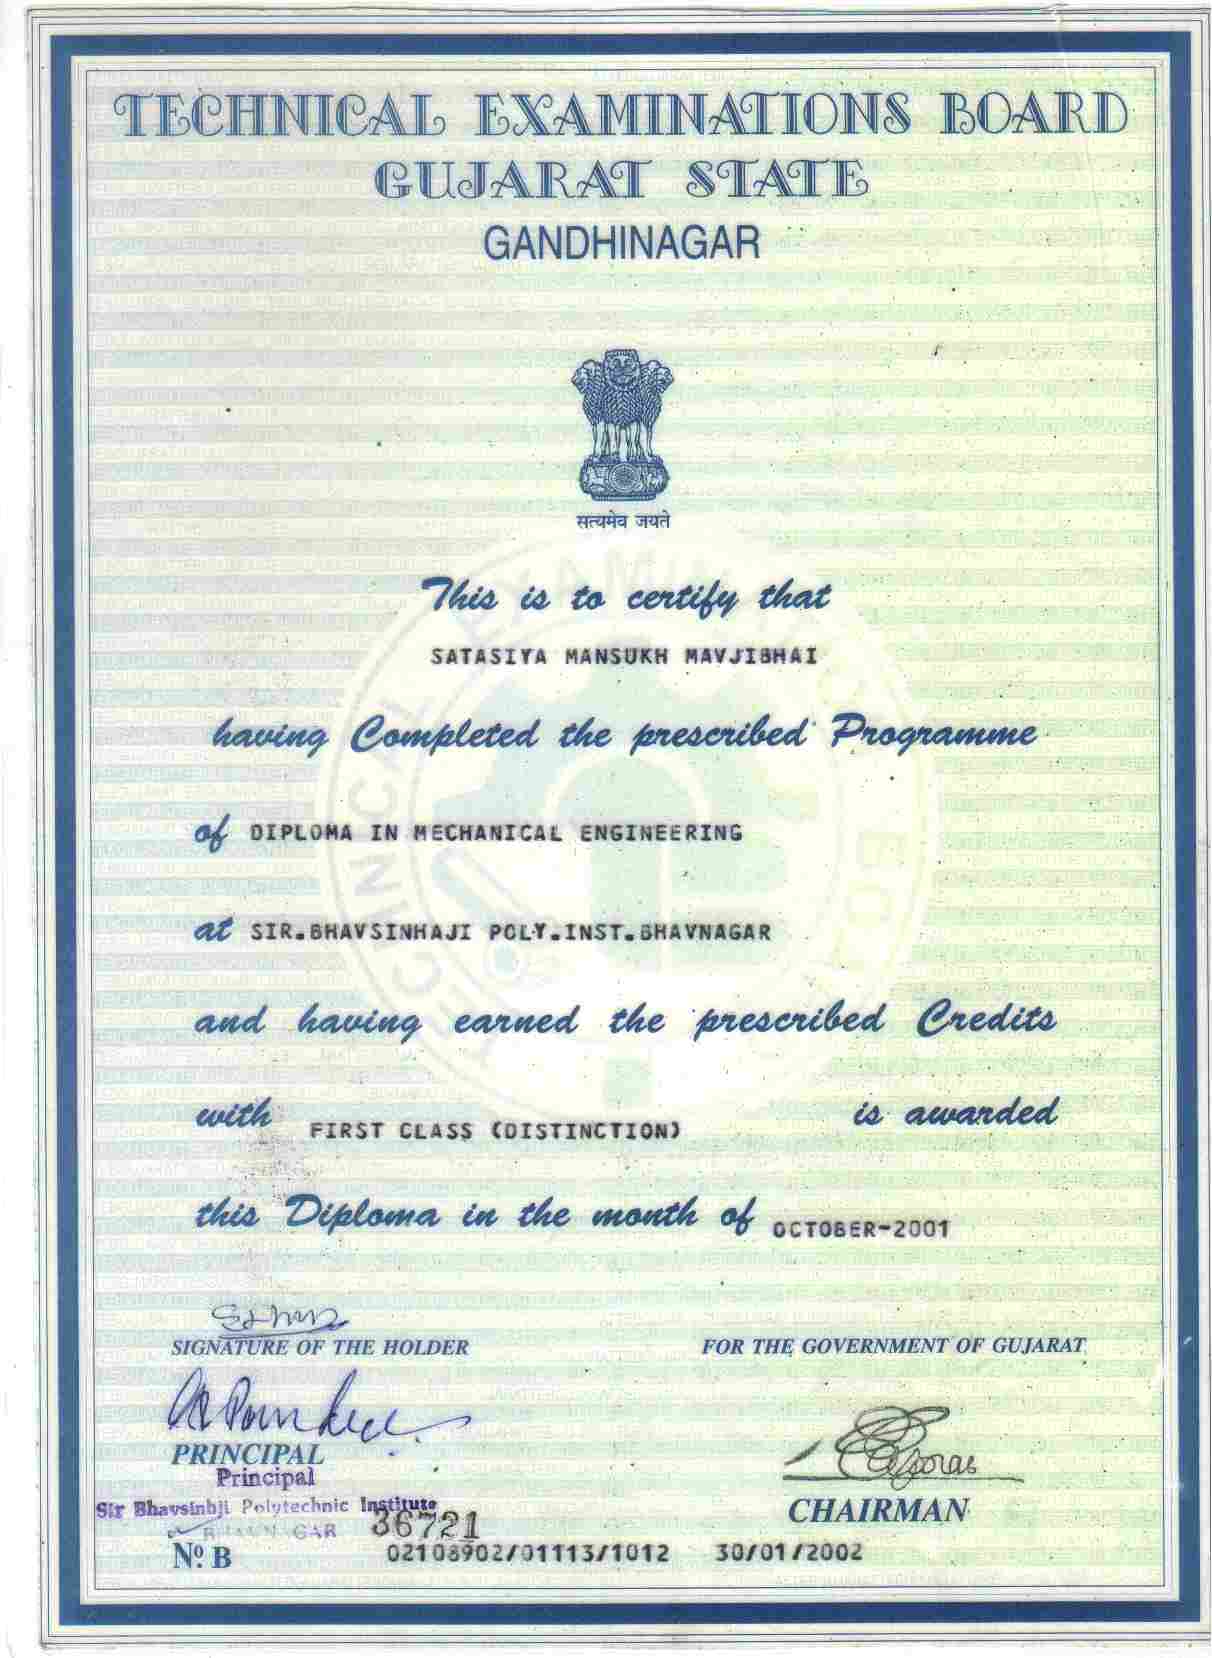 TECHNICAL EXAMINATIONS BOARD
GUJARAT STATE
GANDHINAGAR
सत्यमेव जयते
This is to certify that
SATASIYA MANSUKH MAVJIBHAI
having Completed the prescribed Programme
of DIPLOMA IN MECHANICAL ENGINEERING
at SIR.BHAVSINHAJI POLY.INST.BHAVNAGAR
and having earned the prescribed Credits
with FIRST CLASS (DISTINCTION) is awarded
this Diploma in the month of OCTOBER-2001
SIGNATURE OF THE HOLDER
FOR THE GOVERNMENT OF GUJARAT
PRINCIPAL
Principal
Sir Bhavsinhji Polytechnic Institute
BHAVNAGAR
CHAIRMAN
No. B 36721
02108902/01113/1012 30/01/2002